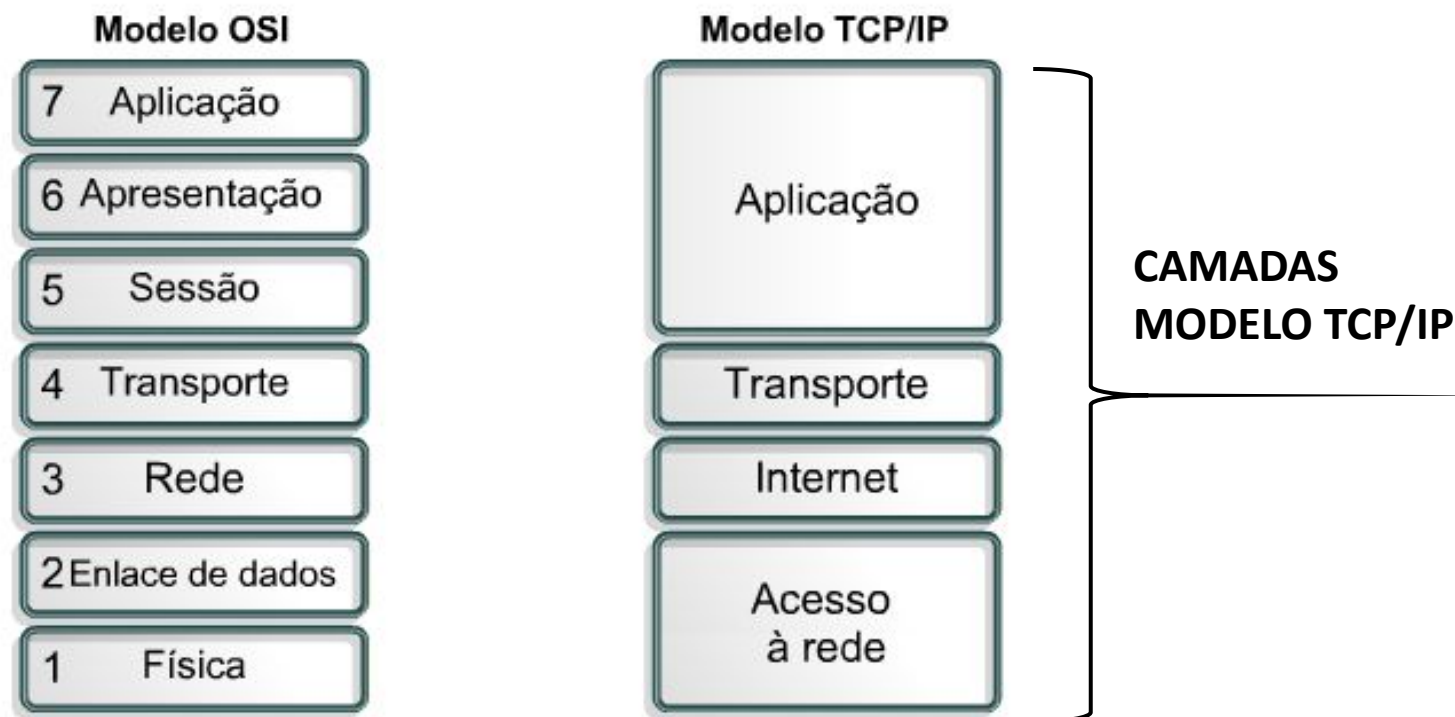 Modelo OSI
7 Aplicação
6 Apresentação
5 Sessão
4 Transporte
3 Rede
2 Enlace de dados
1 Física
Modelo TCP/IP
Aplicação
Transporte
Internet
Acesso
à rede
CAMADAS
MODELO TCP/IP